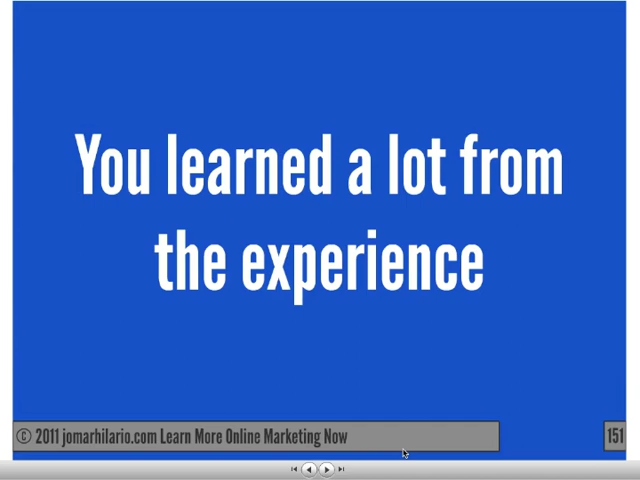 You learned a lot from
the experience
© 2011 jomarhilario.com Learn More Online Marketing Now
151